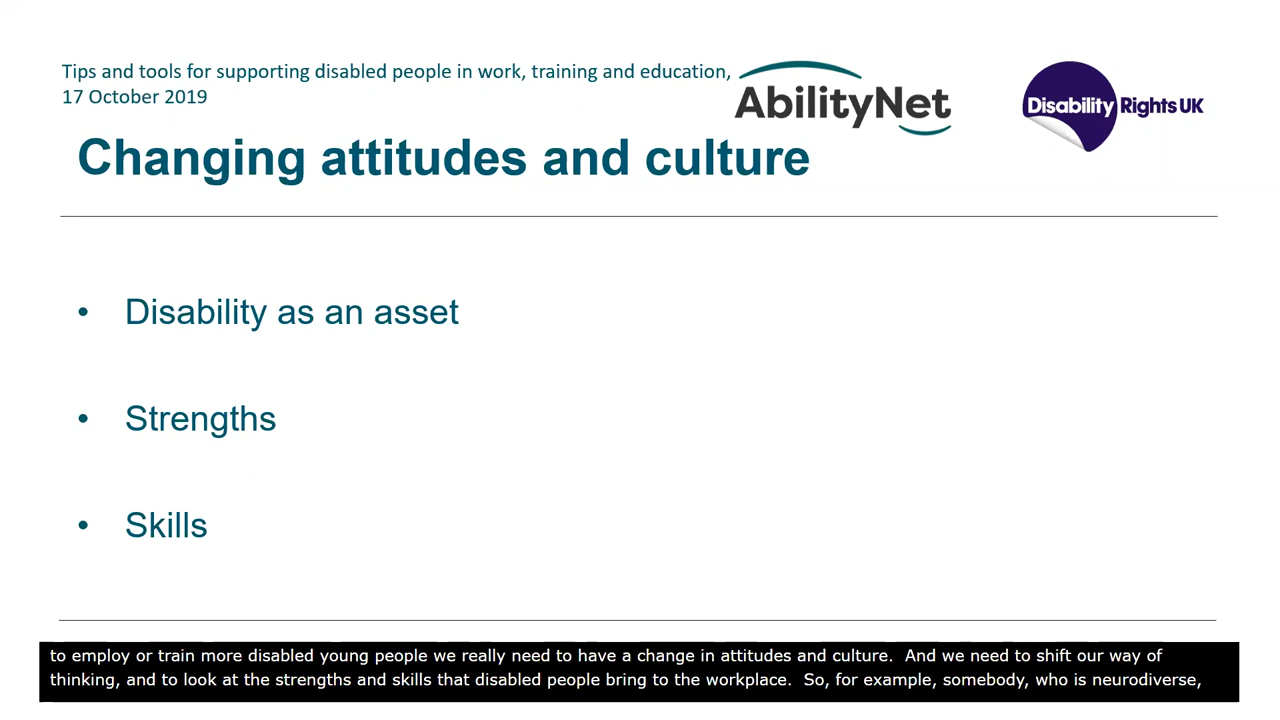 Tips and tools for supporting disabled people in work, training and education,
17 October 2019
AbilityNet
Disability Rights UK
Changing attitudes and culture
• Disability as an asset
• Strengths
• Skills
to employ or train more disabled young people we really need to have a change in attitudes and culture.  And we need to shift our way of
thinking, and to look at the strengths and skills that disabled people bring to the workplace.  So, for example, somebody, who is neurodiverse,